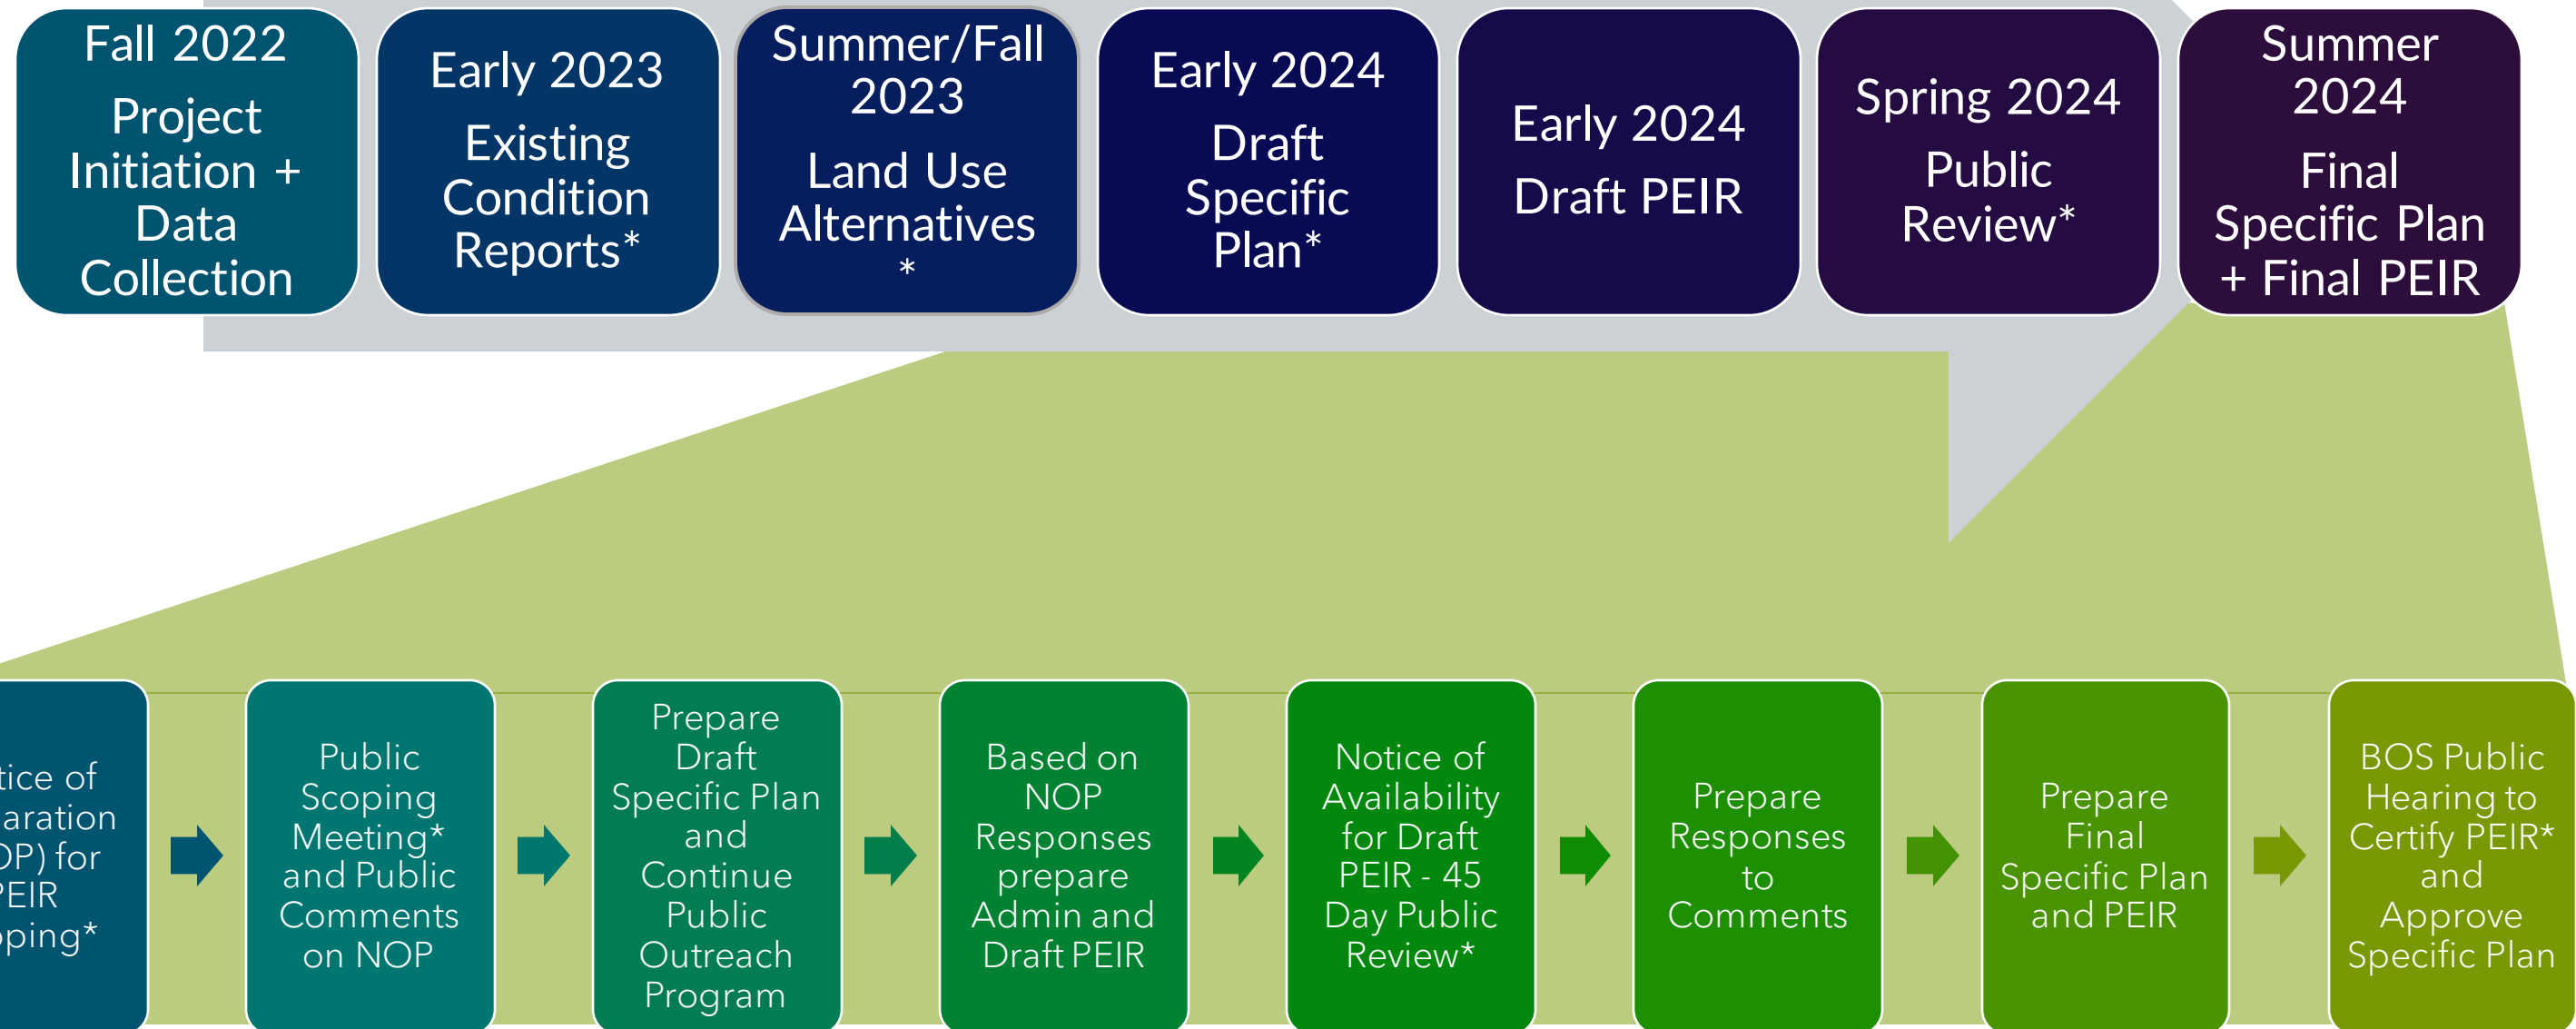 Fall 2022
Project
Initiation +
Data
Collection
Early 2023
Existing
Condition
Reports*
Summer/Fall
2023
Land Use
Alternatives
*
Early 2024
Draft
Specific
Plan*
Early 2024
Draft PEIR
Spring 2024
Public
Review*
Summer
2024
Final
Specific Plan
+ Final PEIR
of
for
Public
Scoping
Meeting*
and Public
Comments
on NOP
Prepare
Draft
Specific Plan
and
Continue
Public
Outreach
Program
Based on
NOP
Responses
prepare
Admin and
Draft PEIR
Notice of
Availability
for Draft
PEIR - 45
Day Public
Review*
Prepare
Responses
to
Comments
Prepare
Final
Specific Plan
and PEIR
BOS Public
Hearing to
Certify PEIR*
and
Approve
Specific Plan